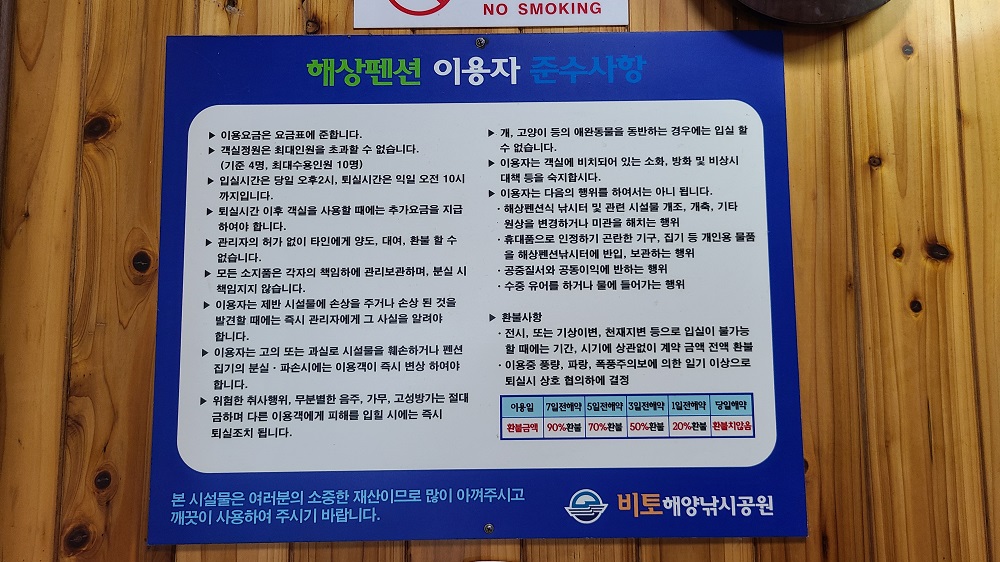 NO SMOKING
해상펜션 이용자 준수사항
▶ 이용요금은 요금표에 준합니다.
▶ 객실정원은 최대인원을 초과할 수 없습니다.
(기준 4명, 최대수용인원 10명)
▶ 입실시간은 당일 오후2시, 퇴실시간은 익일 오전 10시
까지입니다.
▶ 퇴실시간 이후 객실을 사용할 때에는 추가요금을 지급
하여야 합니다.
▶ 관리자의 허가 없이 타인에게 양도, 대여, 환불 할 수
없습니다.
▶ 모든 소지품은 각자의 책임하에 관리보관하며, 분실 시
책임지지 않습니다.
▶ 이용자는 제반 시설물에 손상을 주거나 손상 된 것을
발견할 때에는 즉시 관리자에게 그 사실을 알려야
합니다.
▶ 이용자는 고의 또는 과실로 시설물을 훼손하거나 펜션
집기의 분실·파손시에는 이용객이 즉시 변상 하여야
합니다.
▶ 위험한 취사행위, 무분별한 음주, 가무, 고성방가는 절대
금하며 다른 이용객에게 피해를 입힐 시에는 즉시
퇴실조치 됩니다.
▶ 개, 고양이 등의 애완동물을 동반하는 경우에는 입실 할
수 없습니다.
▶ 이용자는 객실에 비치되어 있는 소화, 방화 및 비상시
대책 등을 숙지합시다.
▶ 이용자는 다음의 행위를 하여서는 아니 됩니다.
· 해상펜션식 낚시터 및 관련 시설물 개조, 개축, 기타
원상을 변경하거나 미관을 해치는 행위
· 휴대품으로 인정하기 곤란한 기구, 집기 등 개인용 물품
을 해상펜션낚시터에 반입, 보관하는 행위
· 공중질서와 공동이익에 반하는 행위
· 수중 유어를 하거나 물에 들어가는 행위
▶ 환불사항
· 전시, 또는 기상이변, 천재지변 등으로 입실이 불가능
할 때에는 기간, 시기에 상관없이 계약 금액 전액 환불
· 이용중 풍량, 파랑, 폭풍주의보에 의한 일기 이상으로
퇴실시 상호 협의하에 결정
이용일 7일전해약 5일전해약 3일전해약 1일전해약 당일해약
환불금액 90%환불 70%환불 50%환불 20%환불 환불치않음
본 시설물은 여러분의 소중한 재산이므로 많이 아껴주시고
깨끗이 사용하여 주시기 바랍니다.
비토해양낚시공원